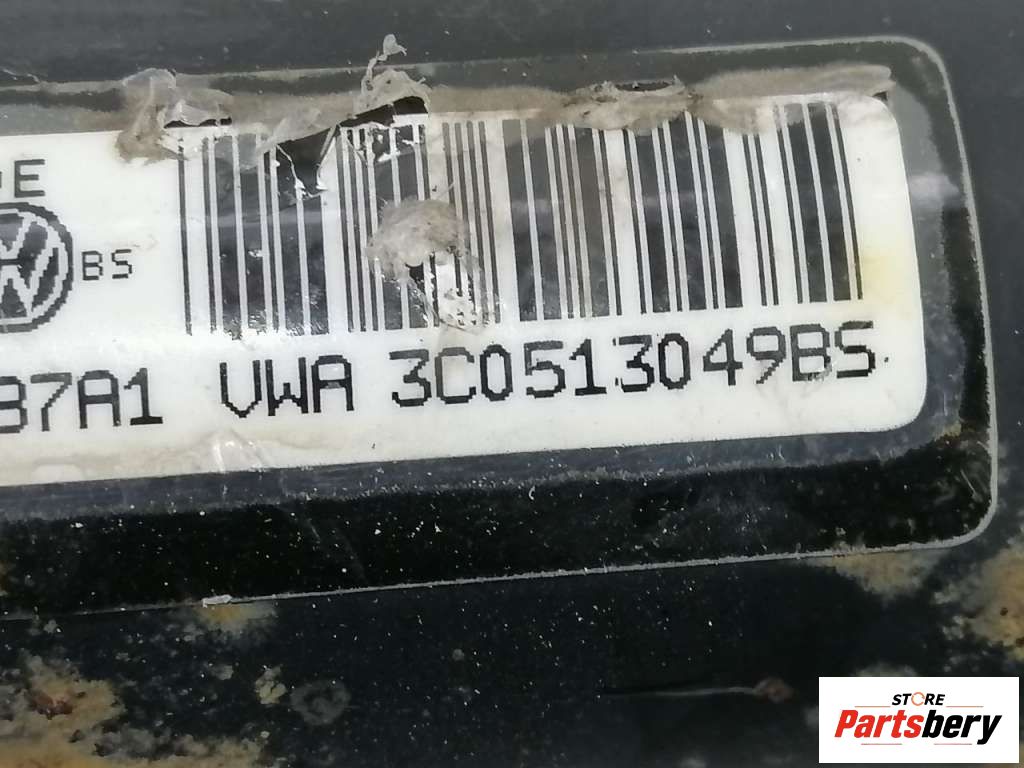 E
BS
87A1 VWA 3C0513049BS
STORE
Partsbery